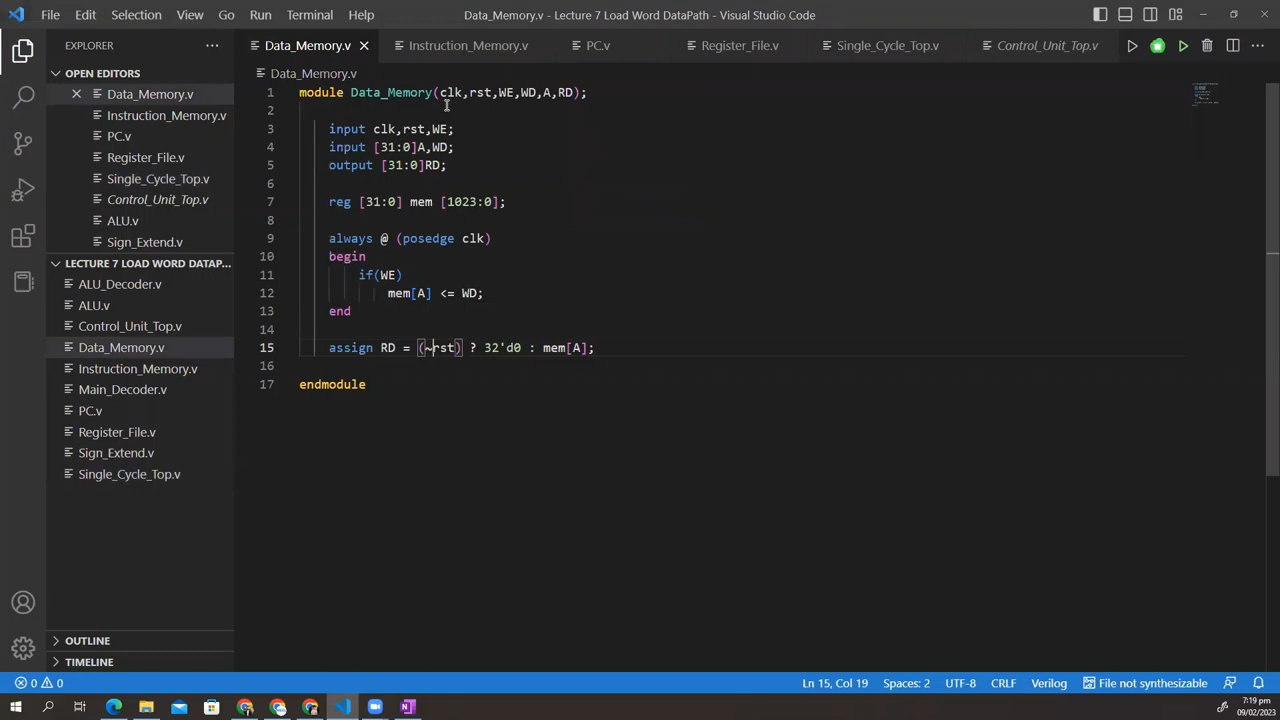 File Edit Selection View Go Run Terminal Help Data_Memory.v - Lecture 7 Load Word DataPath - Visual Studio Code
EXPLORER
Data_Memory.v Instruction_Memory.v PC.v Register_File.v Single_Cycle_Top.v Control_Unit_Top.v
OPEN EDITORS
Data_Memory.v
Instruction_Memory.v
PC.v
Register_File.v
Single_Cycle_Top.v
Control_Unit_Top.v
ALU.v
Sign_Extend.v
LECTURE 7 LOAD WORD DATAP...
ALU_Decoder.v
ALU.v
Control_Unit_Top.v
Data_Memory.v
Instruction_Memory.v
Main_Decoder.v
PC.v
Register_File.v
Sign_Extend.v
Single_Cycle_Top.v
OUTLINE
TIMELINE
Data_Memory.v
1 module Data_Memory(clk,rst,WE,WD,A,RD);
2
3 input clk,rst,WE;
4 input [31:0]A,WD;
5 output [31:0]RD;
6
7 reg [31:0] mem [1023:0];
8
9 always @ (posedge clk)
10 begin
11 if(WE)
12 mem[A] <= WD;
13 end
14
15 assign RD = (~rst) ? 32'd0 : mem[A];
16
17 endmodule
0 0 Ln 15, Col 19 Spaces: 2 UTF-8 CRLF Verilog File not synthesizable
7:19 pm
09/02/2023